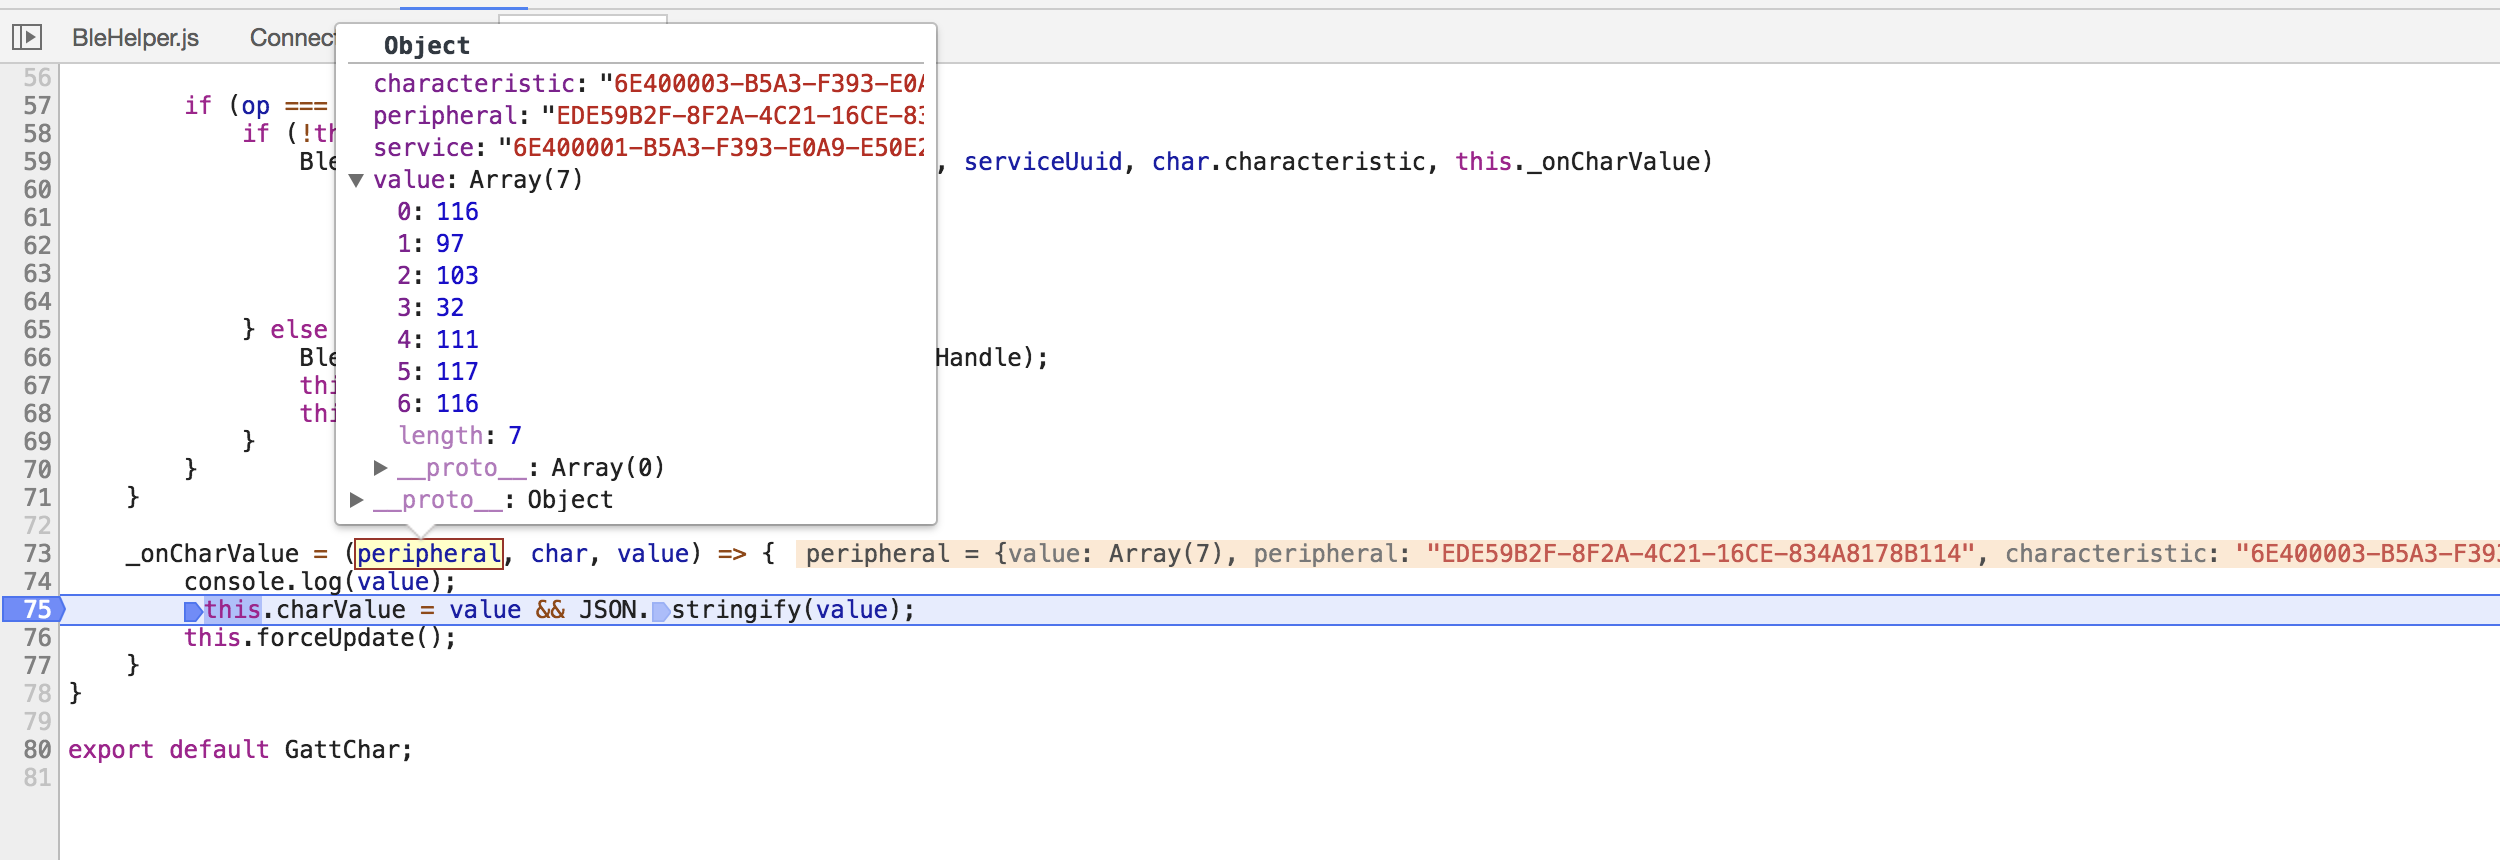 BleHelper.js Connect
Object
characteristic: "6E400003-B5A3-F393-E0A
peripheral: "EDE59B2F-8F2A-4C21-16CE-83
service: "6E400001-B5A3-F393-E0A9-E50E2
value: Array(7)
0: 116
1: 97
2: 103
3: 32
4: 111
5: 117
6: 116
length: 7
__proto__: Array(0)
__proto__: Object
56
57 if (op ===
58 if (!th
59 Ble , serviceUuid, char.characteristic, this._onCharValue)
60
61
62
63
64
65 } else
66 Ble Handle);
67 thi
68 thi
69 }
70 }
71 }
72
73 _onCharValue = (peripheral, char, value) => { peripheral = {value: Array(7), peripheral: "EDE59B2F-8F2A-4C21-16CE-834A8178B114", characteristic: "6E400003-B5A3-F393
74 console.log(value);
75 this.charValue = value && JSON.stringify(value);
76 this.forceUpdate();
77 }
78 }
79
80 export default GattChar;
81